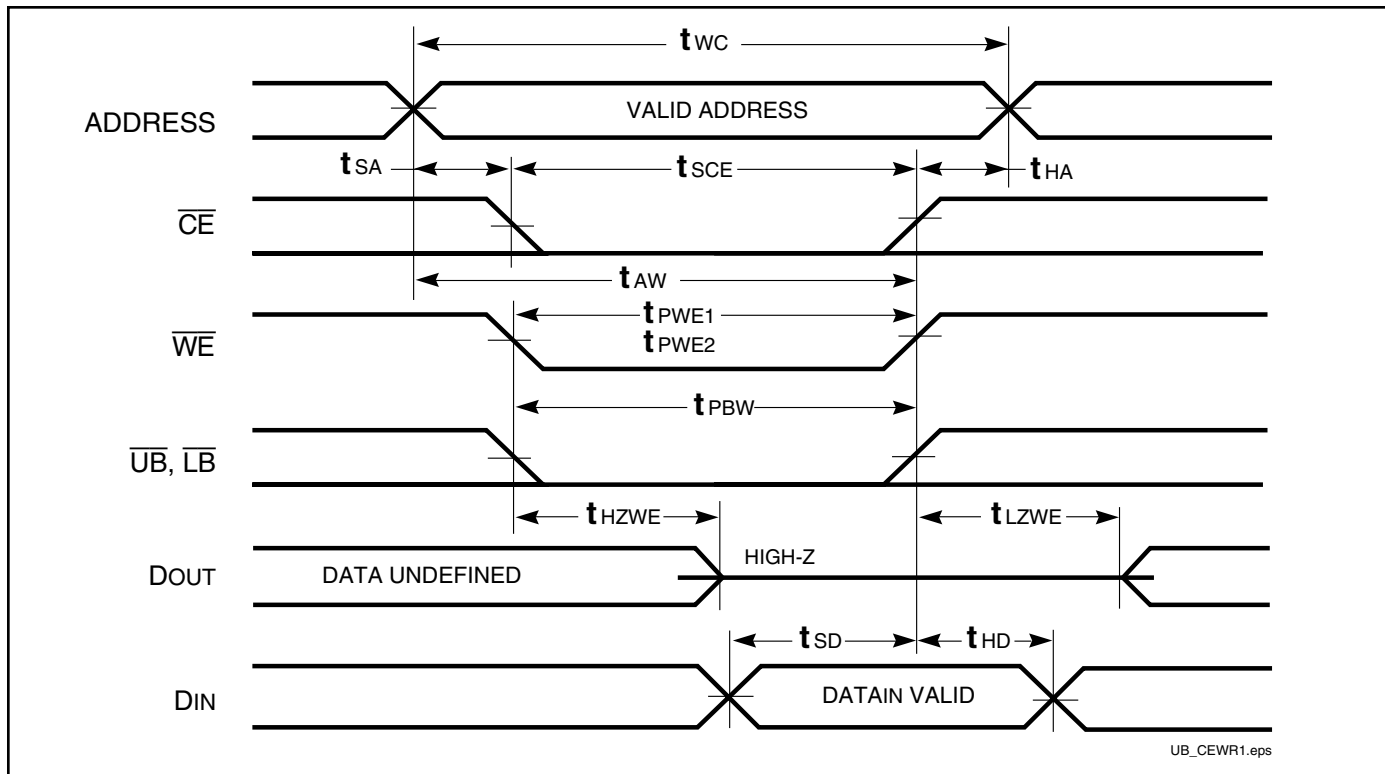 tWC
ADDRESS
VALID ADDRESS
tSA
tSCE
tHA
CE
tAW
WE
tPWE1
tPWE2
tPBW
UB, LB
tHZWE
tLZWE
DOUT
DATA UNDEFINED
HIGH-Z
tSD
tHD
DIN
DATAIN VALID
UB_CEWR1.eps